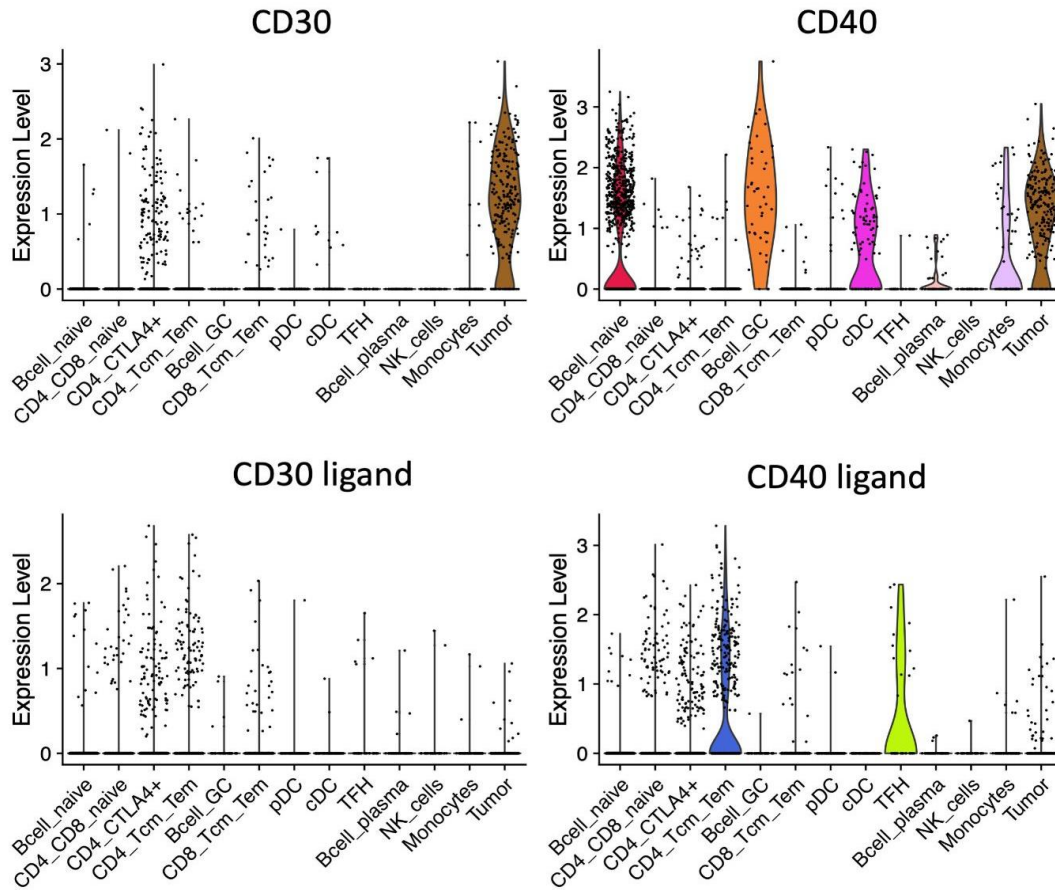 CD30
Expression Level
3
2
1
0
Bcell_naive
CD4_CD8_naive
CD4_CTLA4+
CD4_Tcm_Tem
Bcell_GC
CD8_Tcm_Tem
pDC
cDC
TFH
Bcell_plasma
NK_cells
Monocytes
Tumor
CD40
Expression Level
3
2
1
0
Bcell_naive
CD4_CD8_naive
CD4_CTLA4+
CD4_Tcm_Tem
Bcell_GC
CD8_Tcm_Tem
pDC
cDC
TFH
Bcell_plasma
NK_cells
Monocytes
Tumor
CD30 ligand
Expression Level
2
1
0
Bcell_naive
CD4_CD8_naive
CD4_CTLA4+
CD4_Tcm_Tem
Bcell_GC
CD8_Tcm_Tem
pDC
cDC
TFH
Bcell_plasma
NK_cells
Monocytes
Tumor
CD40 ligand
Expression Level
3
2
1
0
Bcell_naive
CD4_CD8_naive
CD4_CTLA4+
CD4_Tcm_Tem
Bcell_GC
CD8_Tcm_Tem
pDC
cDC
TFH
Bcell_plasma
NK_cells
Monocytes
Tumor